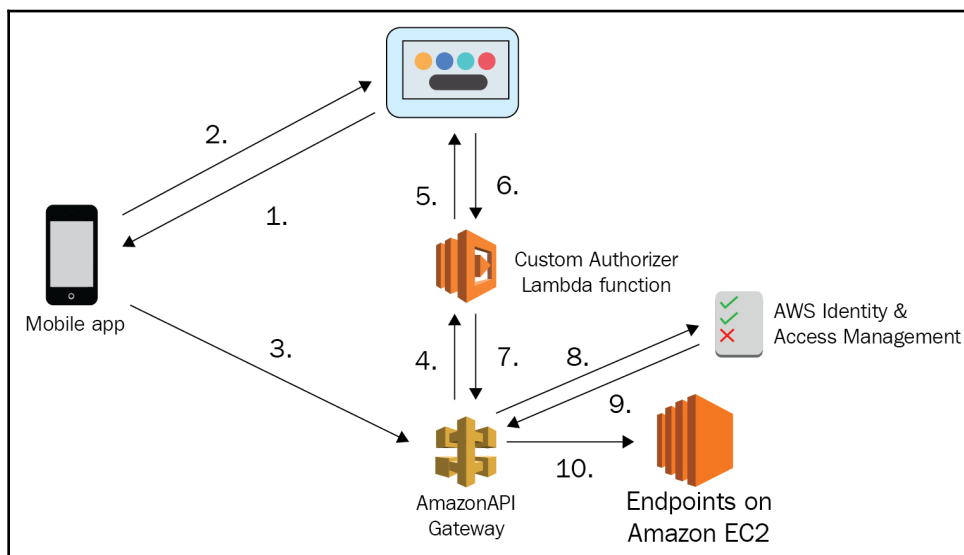 2.
1.
5.
6.
Custom Authorizer
Lambda function
Mobile app
3.
4.
7.
8.
AWS Identity &
Access Management
9.
10.
AmazonAPI
Gateway
Endpoints on
Amazon EC2